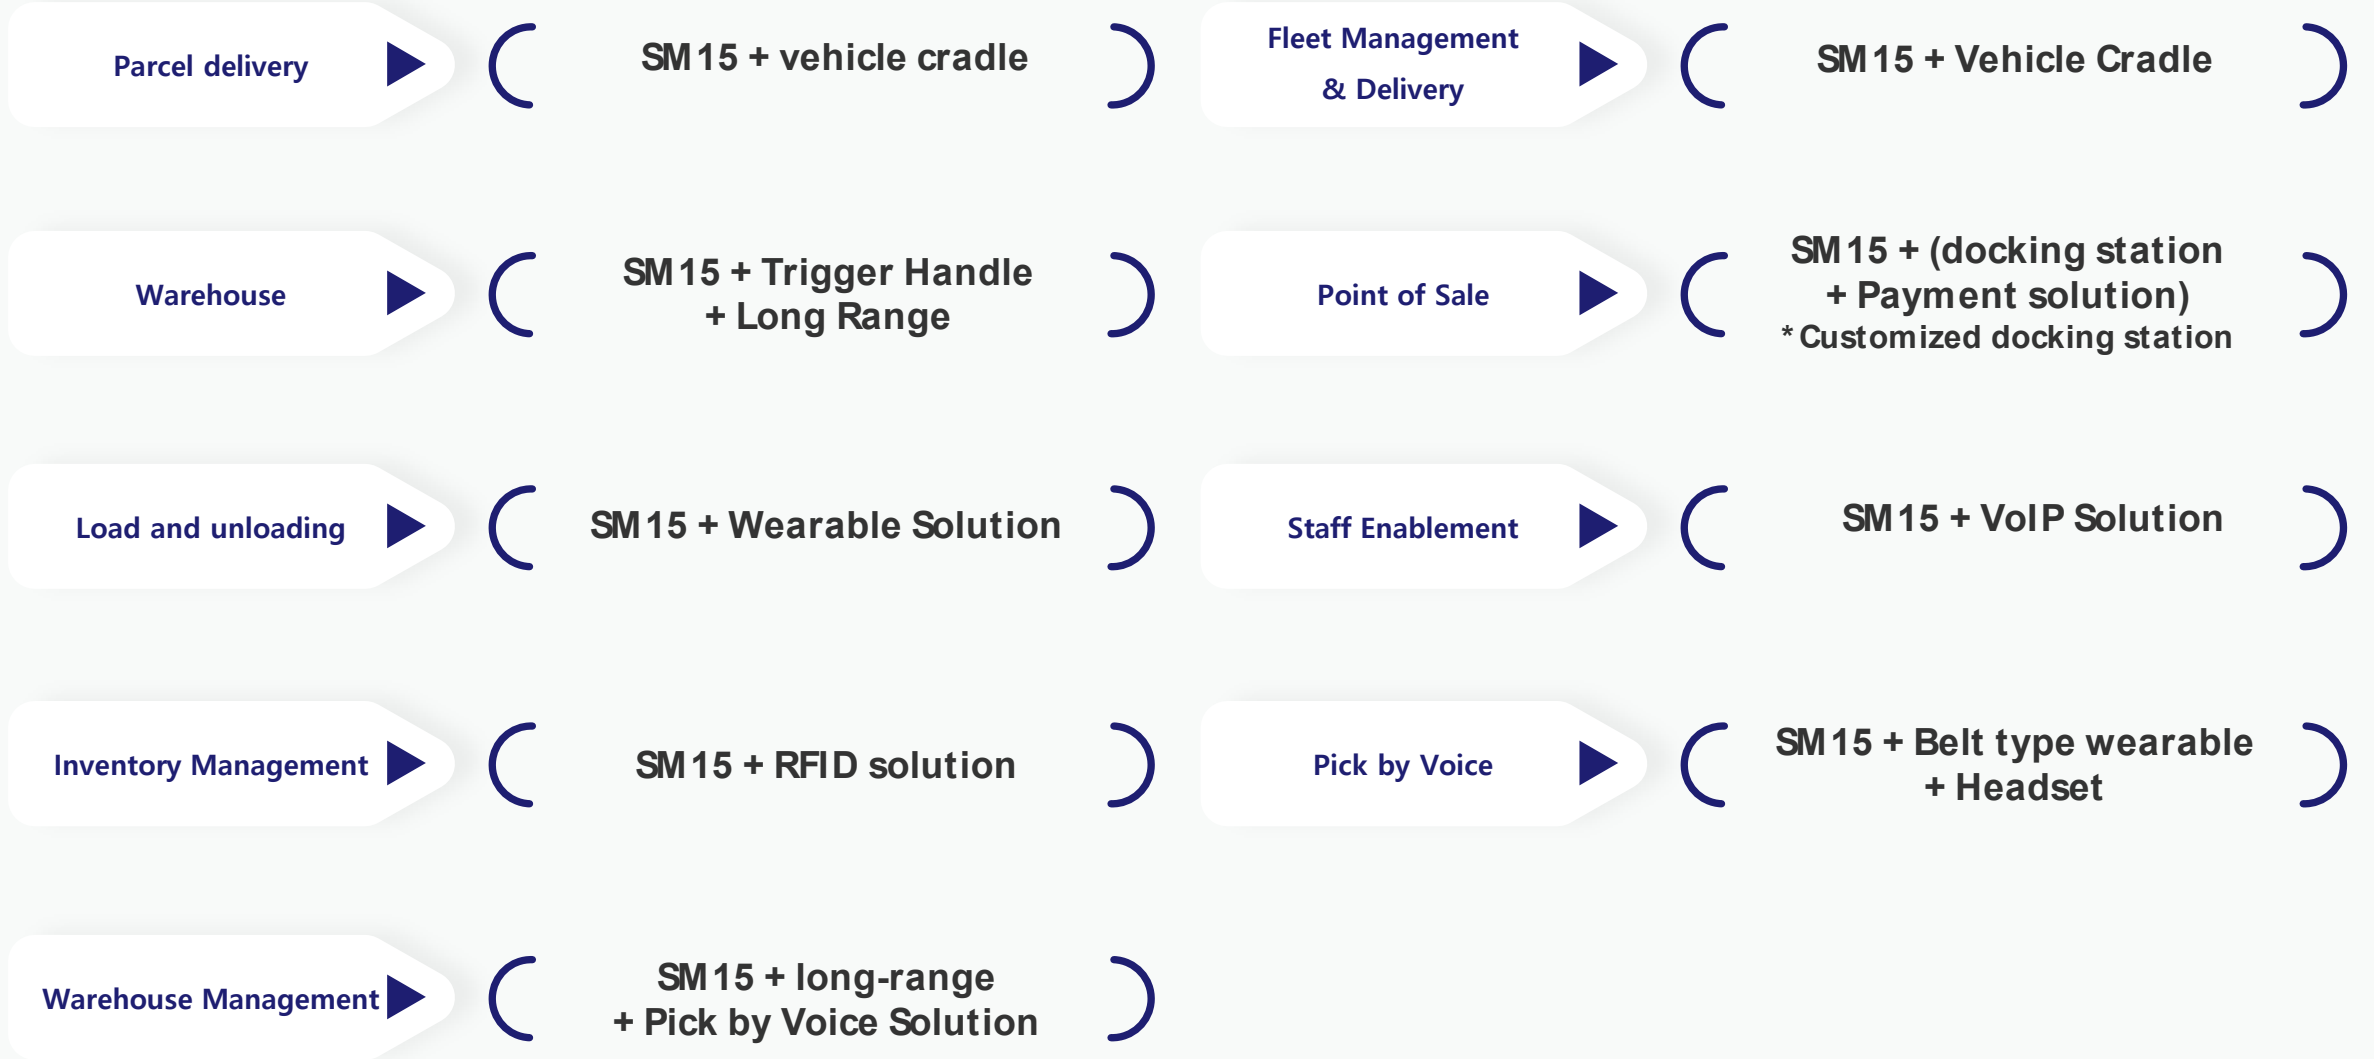 Parcel delivery
SM15 + vehicle cradle
Fleet Management
& Delivery
SM15 + Vehicle Cradle
Warehouse
SM15 + Trigger Handle
+ Long Range
Point of Sale
SM15 + (docking station
+ Payment solution)
*Customized docking station
Load and unloading
SM15 + Wearable Solution
Staff Enablement
SM15 + VoIP Solution
Inventory Management
SM15 + RFID solution
Pick by Voice
SM15 + Belt type wearable
+ Headset
Warehouse Management
SM15 + long-range
+ Pick by Voice Solution